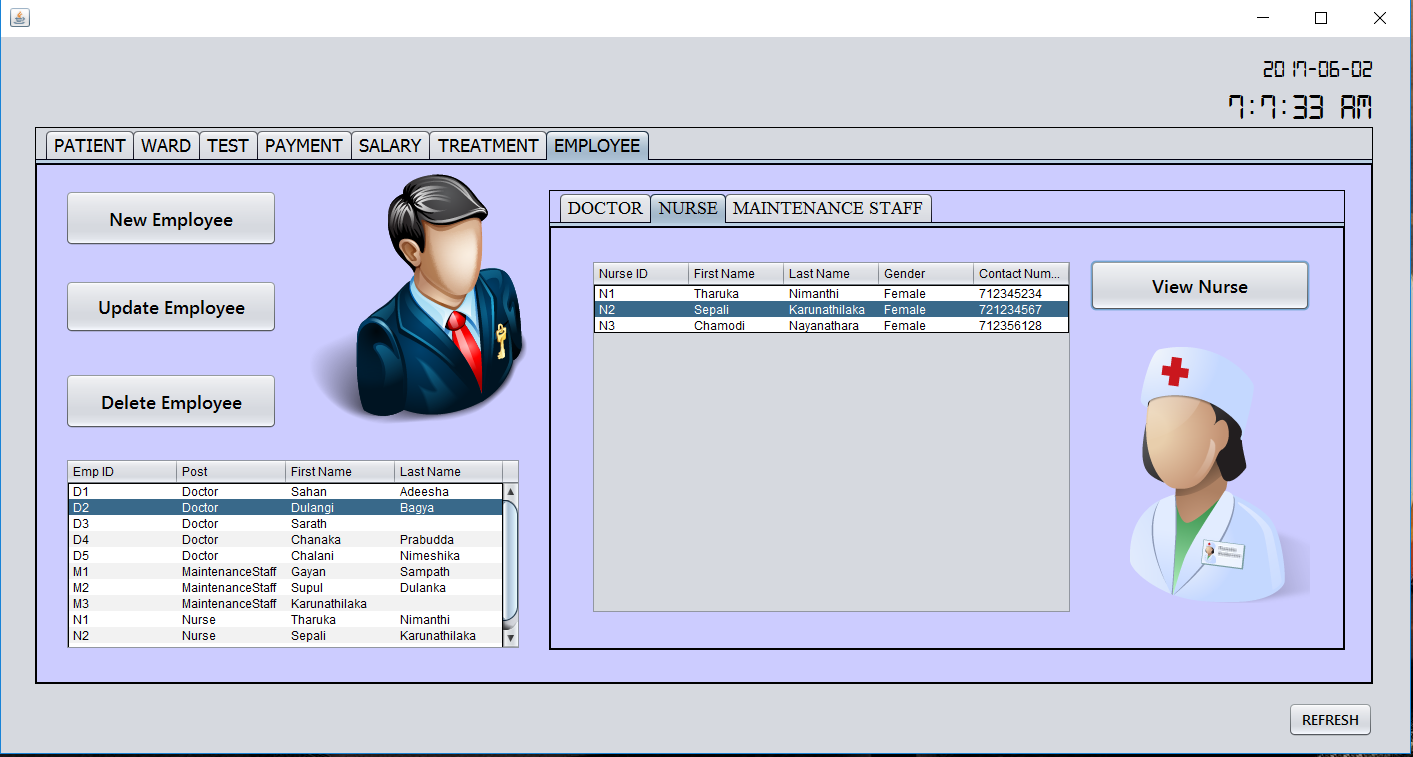 2017-06-02
7:7:33 AM
PATIENT WARD TEST PAYMENT SALARY TREATMENT EMPLOYEE
New Employee
Update Employee
Delete Employee
Emp ID Post First Name Last Name
D1 Doctor Sahan Adeesha
D2 Doctor Dulangi Bagya
D3 Doctor Sarath
D4 Doctor Chanaka Prabudda
D5 Doctor Chalani Nimeshika
M1 MaintenanceStaff Gayan Sampath
M2 MaintenanceStaff Supul Dulanka
M3 MaintenanceStaff Karunathilaka
N1 Nurse Tharuka Nimanthi
N2 Nurse Sepali Karunathilaka
DOCTOR NURSE MAINTENANCE STAFF
Nurse ID First Name Last Name Gender Contact Num...
N1 Tharuka Nimanthi Female 712345234
N2 Sepali Karunathilaka Female 721234567
N3 Chamodi Nayanathara Female 712356128
View Nurse
REFRESH